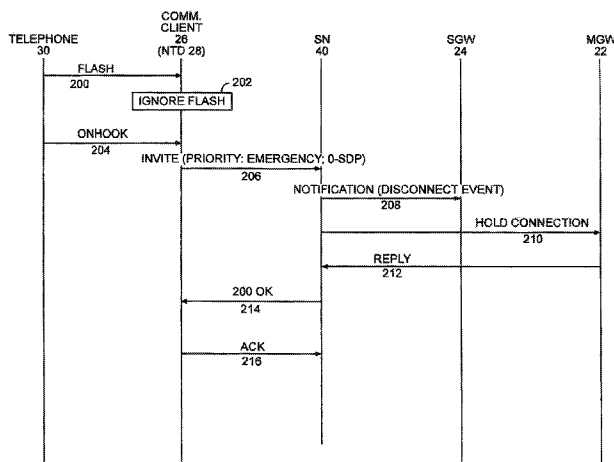 TELEPHONE
30
COMM.
CLIENT
26
(NTD 28)
SN
40
SGW
24
MGW
22
FLASH
200
202
IGNORE FLASH
ONHOOK
204
INVITE (PRIORITY: EMERGENCY; 0-SDP)
206
NOTIFICATION (DISCONNECT EVENT)
208
HOLD CONNECTION
210
REPLY
212
200 OK
214
ACK
216